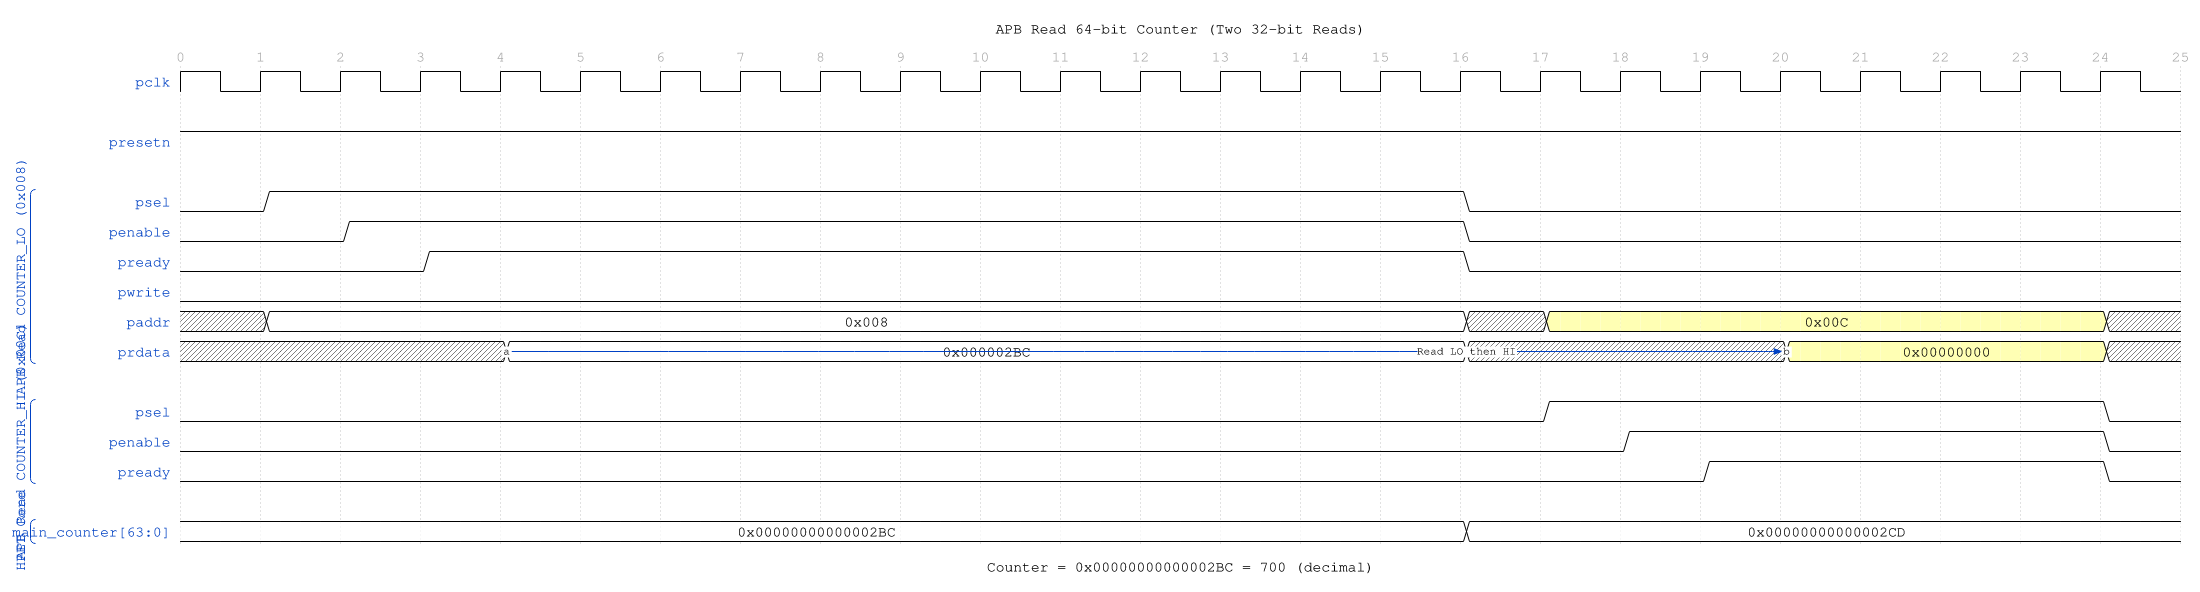 APB Read 64-bit Counter (Two 32-bit Reads)
0 1 2 3 4 5 6 7 8 9 10 11 12 13 14 15 16 17 18 19 20 21 22 23 24 25
pclk
presetn
psel
penable
pready
pwrite
paddr 0x008 0x00C
prdata a 0x000002BC Read LO then HI b 0x00000000
COUNTER_LO (0x008)
psel
penable
pready
COUNTER_HI
main_counter[63:0] 0x00000000000002BC 0x00000000000002CD
Counter = 0x00000000000002BC = 700 (decimal)